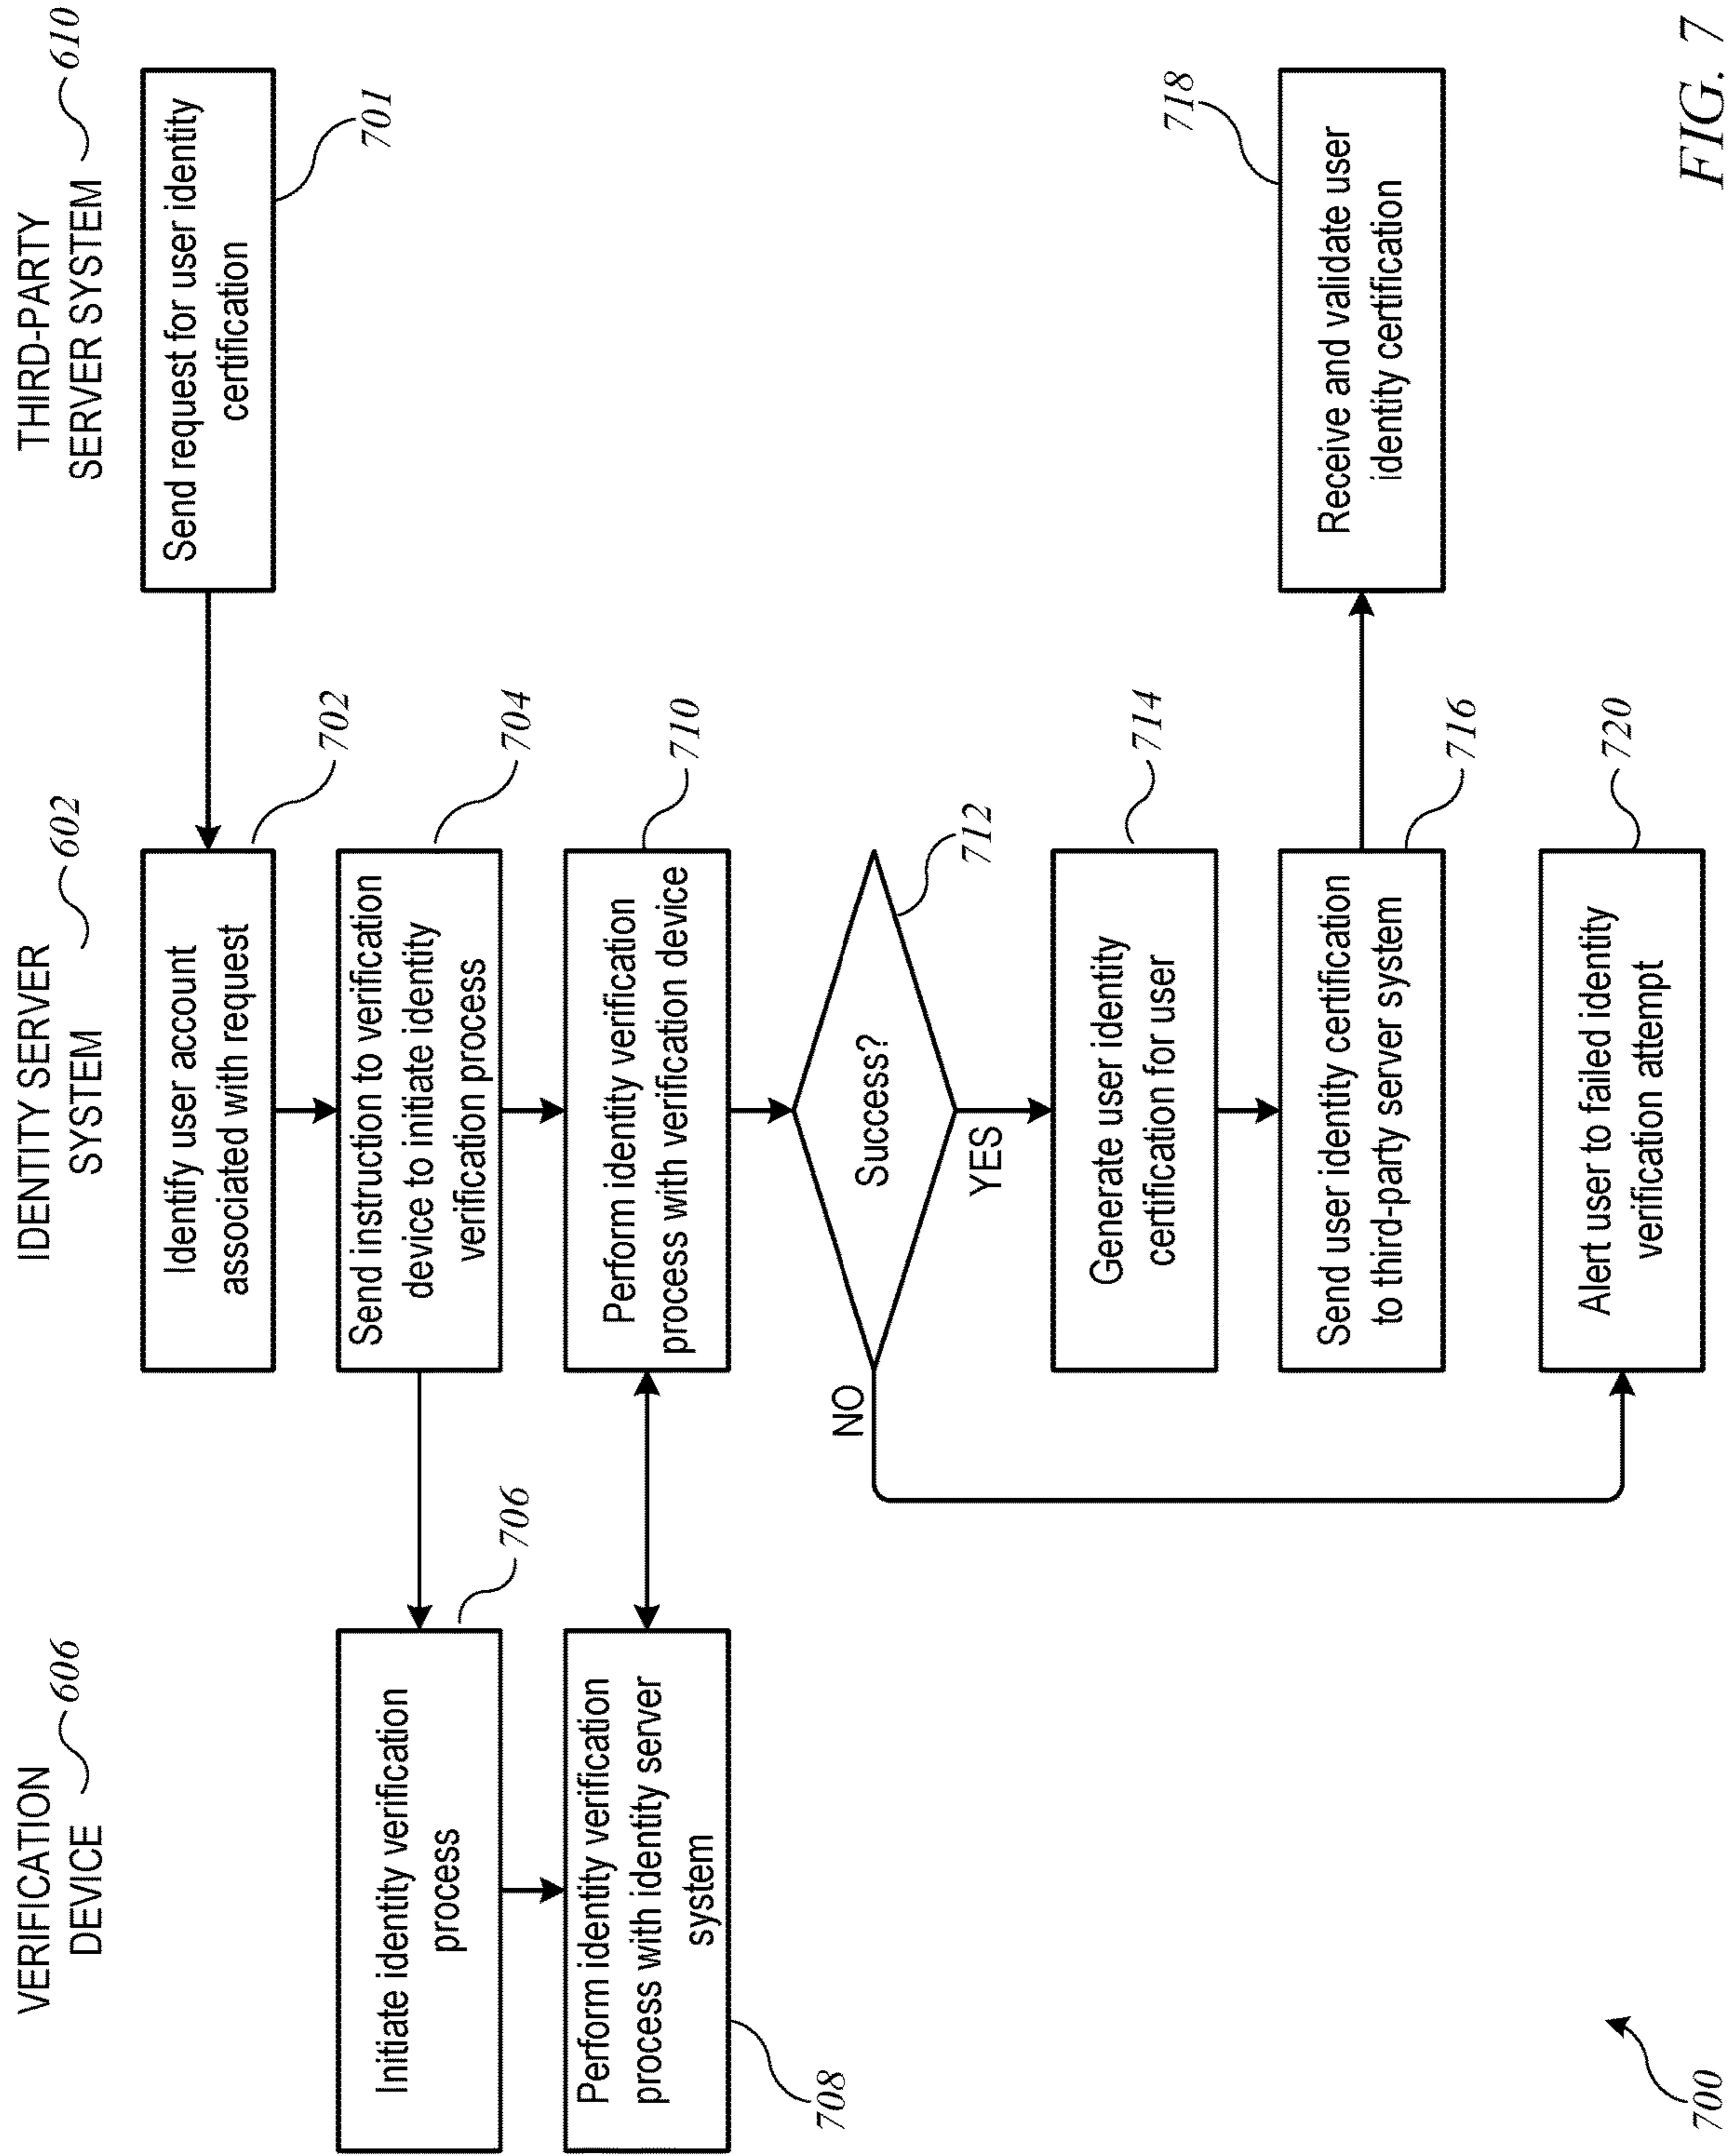 VERIFICATION
DEVICE 606
IDENTITY SERVER
SYSTEM 602
THIRD-PARTY
SERVER SYSTEM 610
Send request for user identity
certification
701
Identify user account
associated with request
702
Send instruction to verification
device to initiate identity
verification process
704
Initiate identity verification
process
706
Perform identity verification
process with identity server
system
708
Perform identity verification
process with verification device
710
Success?
712
NO
YES
Generate user identity
certification for user
714
Send user identity certification
to third-party server system
716
Receive and validate user
identity certification
718
Alert user to failed identity
verification attempt
720
700
FIG. 7